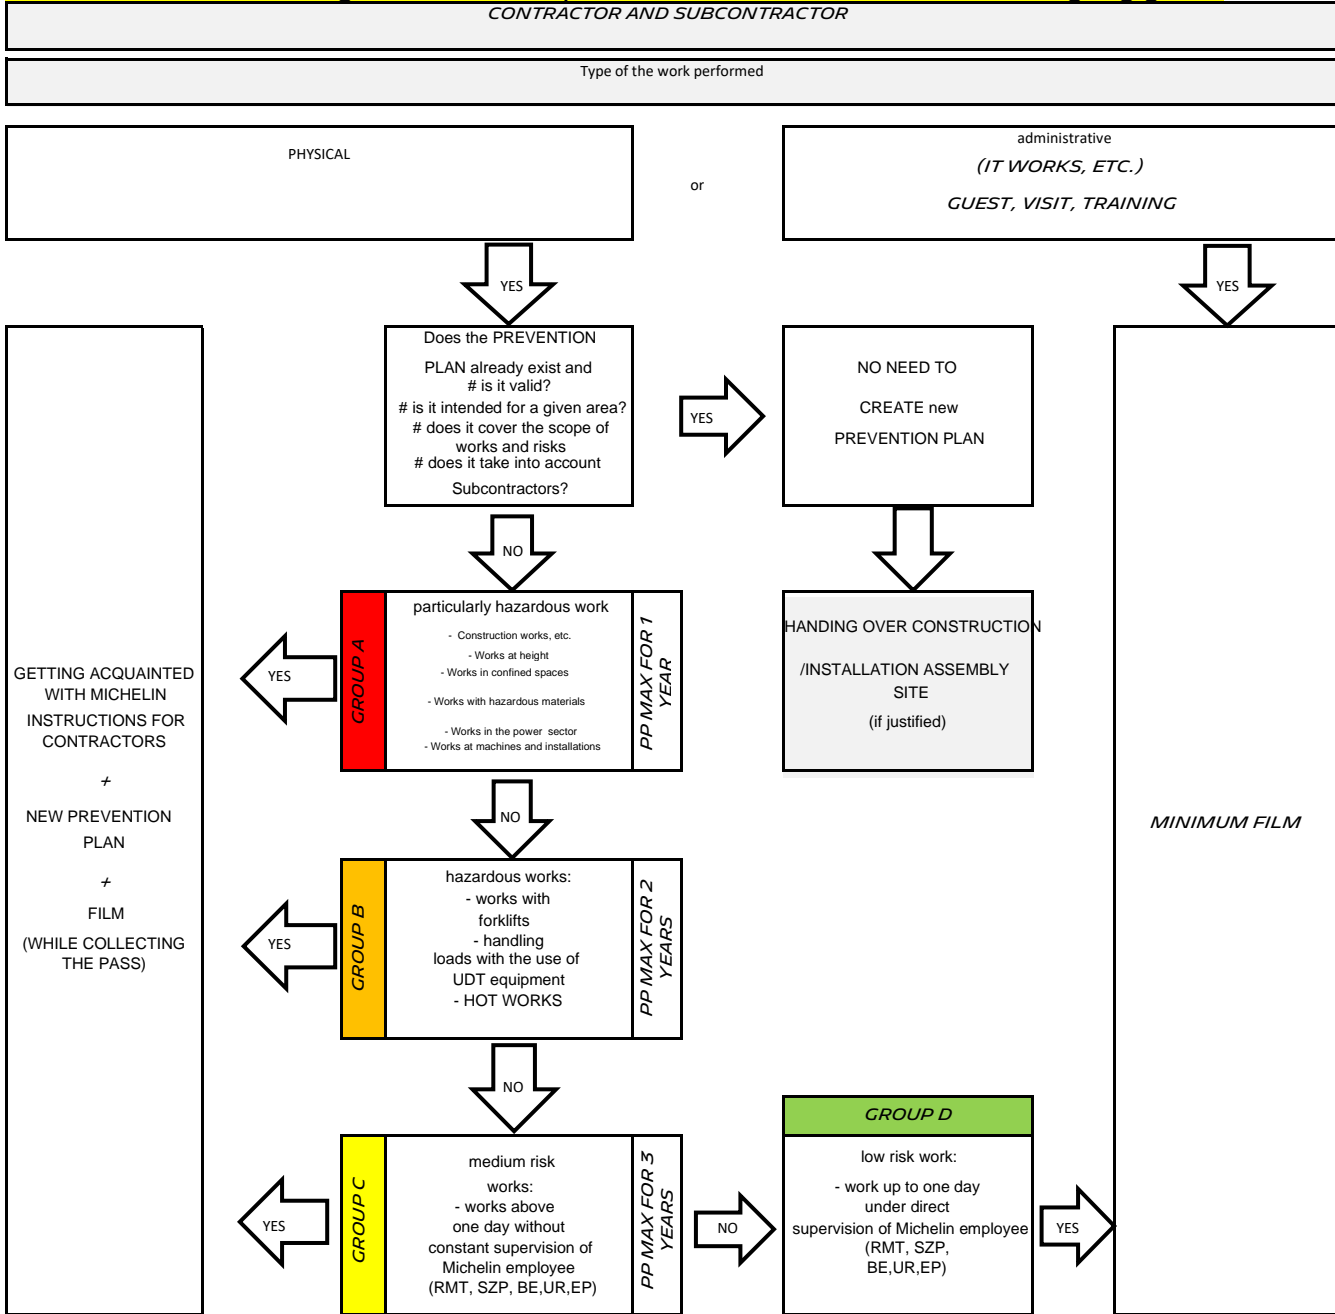 CONTRACTOR AND SUBCONTRACTOR
Type of the work performed
PHYSICAL
or
administrative
(IT WORKS, ETC.)
GUEST, VISIT, TRAINING
YES
YES
Does the PREVENTION
PLAN already exist and
# is it valid?
# is it intended for a given area?
# does it cover the scope of
works and risks
# does it take into account
Subcontractors?
YES
NO NEED TO
CREATE new
PREVENTION PLAN
NO
GROUP A
particularly hazardous work
- Construction works, etc.
- Works at height
- Works in confined spaces
- Works with hazardous materials
- Works in the power sector
- Works at machines and installations
PP MAX FOR 1
YEAR
YES
HANDING OVER CONSTRUCTION
/INSTALLATION ASSEMBLY
SITE
(if justified)
GETTING ACQUAINTED
WITH MICHELIN
INSTRUCTIONS FOR
CONTRACTORS
+
NEW PREVENTION
PLAN
+
FILM
(WHILE COLLECTING
THE PASS)
NO
MINIMUM FILM
GROUP B
hazardous works:
- works with
forklifts
- handling
loads with the use of
UDT equipment
- HOT WORKS
PP MAX FOR 2
YEARS
YES
NO
GROUP C
medium risk
works:
- works above
one day without
constant supervision of
Michelin employee
(RMT, SZP, BE,UR,EP)
PP MAX FOR 3
YEARS
YES
NO
GROUP D
low risk work:
- work up to one day
under direct
supervision of Michelin employee
(RMT, SZP,
BE,UR,EP)
YES